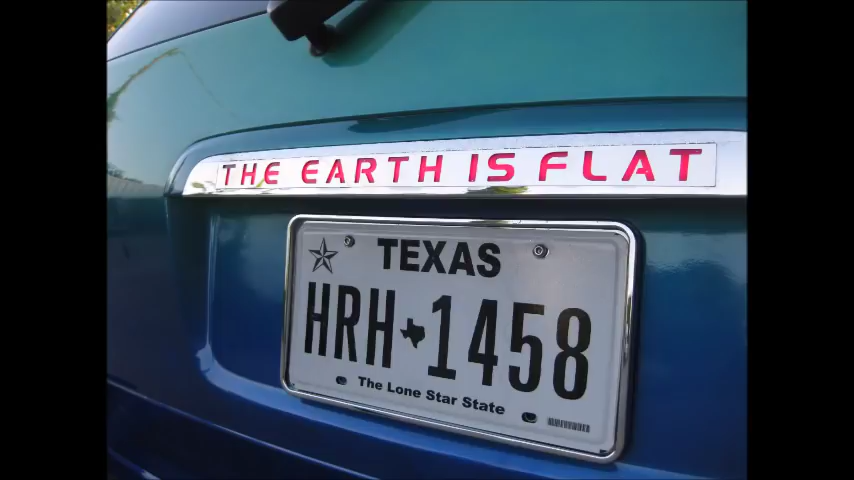 THE EARTH IS FLAT
TEXAS
HRH 1458
The Lone Star State